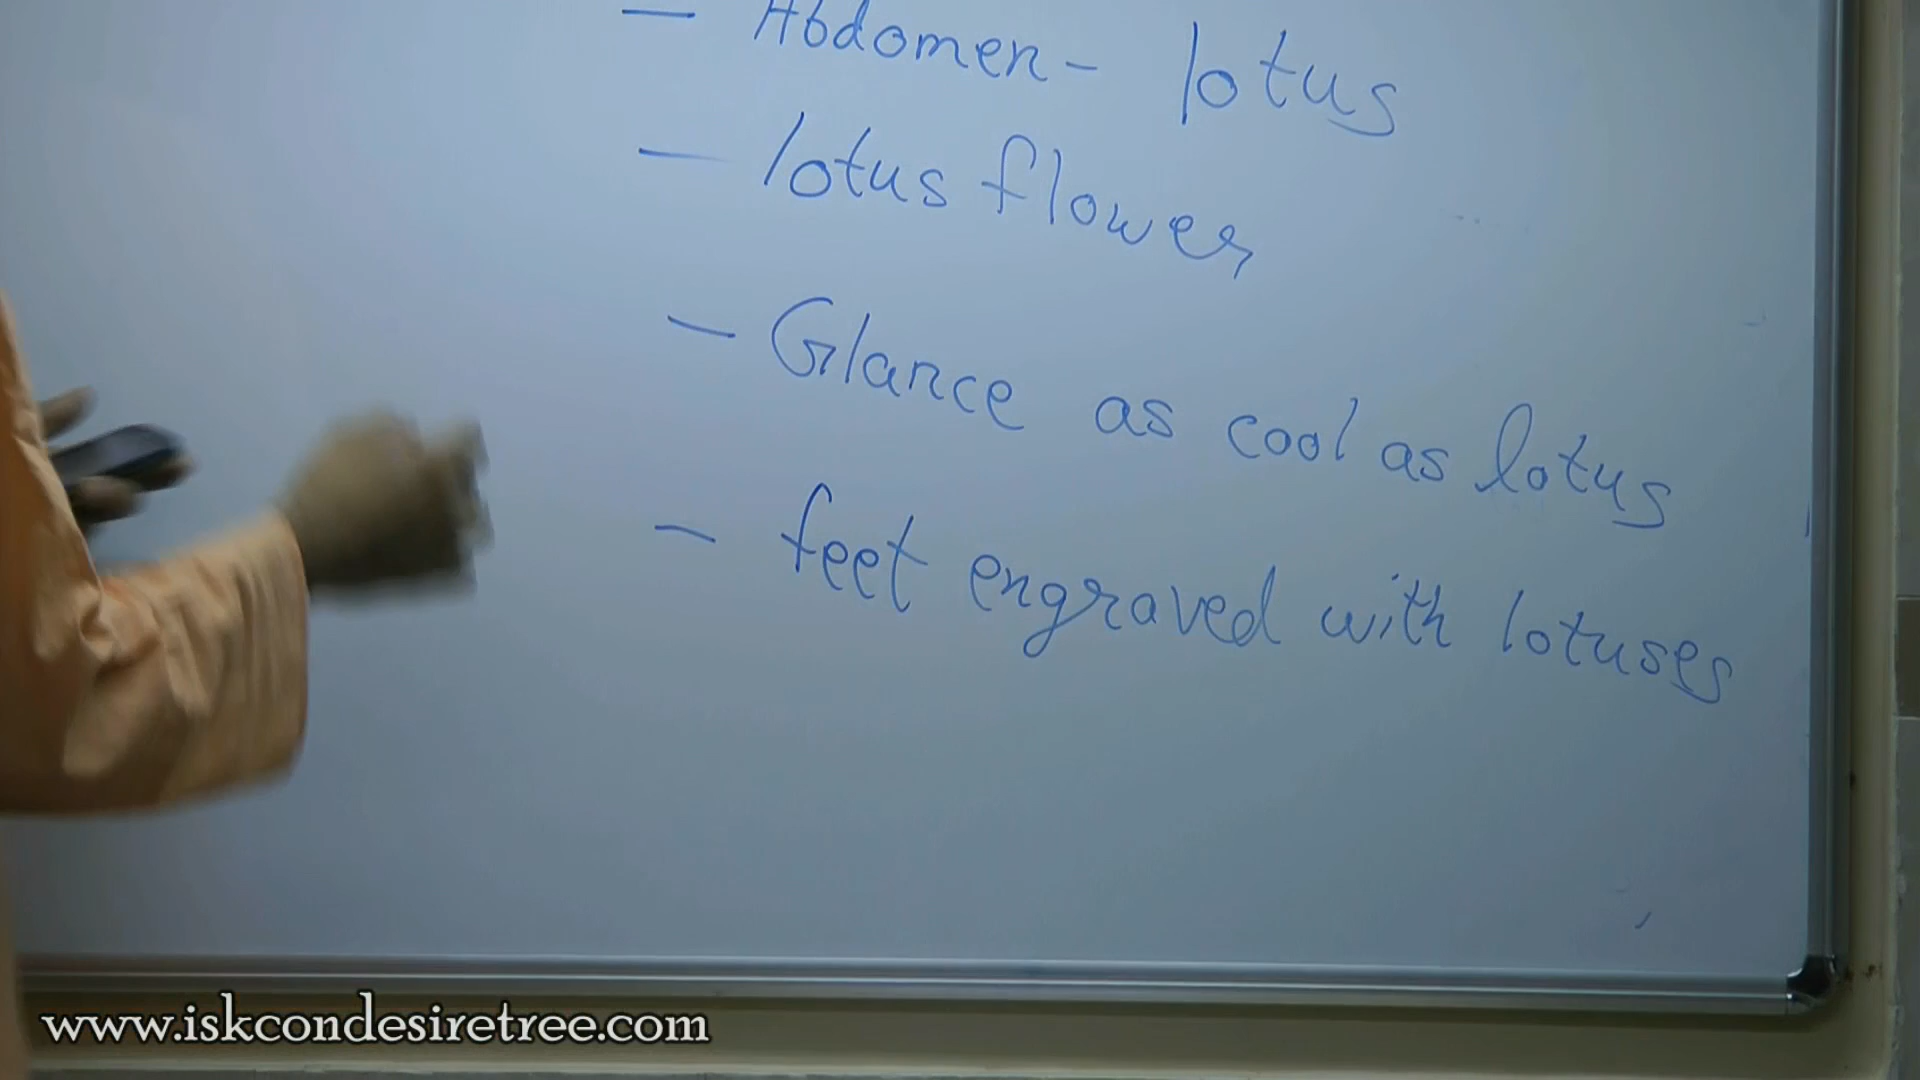 – Abdomen – lotus
– lotus flower
– Glance as cool as lotus
– feet engraved with lotuses
www.iskcondesiretree.com